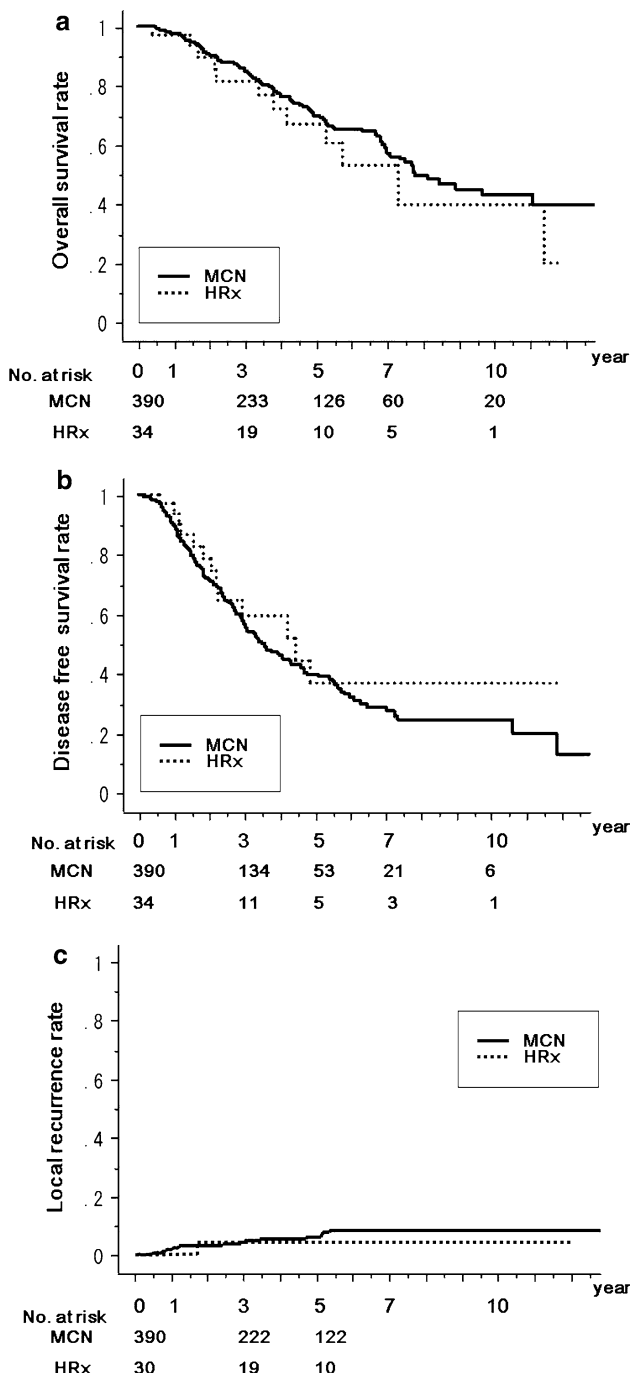 a
Overall survival rate
1
. 8
. 6
. 4
. 2
0
MCN
HRx
year
No. at risk 0 1 3 5 7 10
MCN 390 233 126 60 20
HRx 34 19 10 5 1
b
Disease free survival rate
1
. 8
. 6
. 4
. 2
0
MCN
HRx
year
No. at risk 0 1 3 5 7 10
MCN 390 134 53 21 6
HRx 34 11 5 3 1
c
Local recurrence rate
1
. 8
. 6
. 4
. 2
0
MCN
HRx
year
No. at risk 0 1 3 5 7 10
MCN 390 222 122
HRx 30 19 10